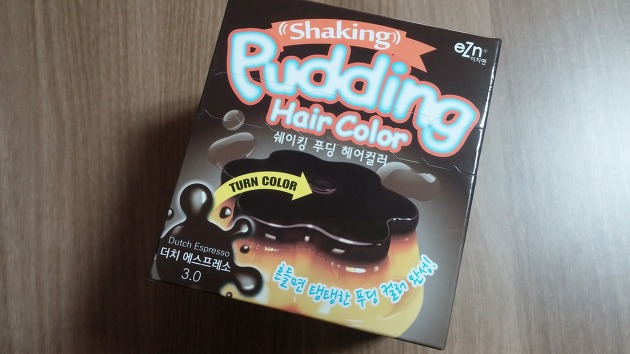 Shaking
eZn
이지엔
Pudding
Hair Color
쉐이킹 푸딩 헤어컬러
TURN COLOR
Dutch Espresso
더치 에스프레소
3.0
흔들면 탱탱한 푸딩 컬러 완성!